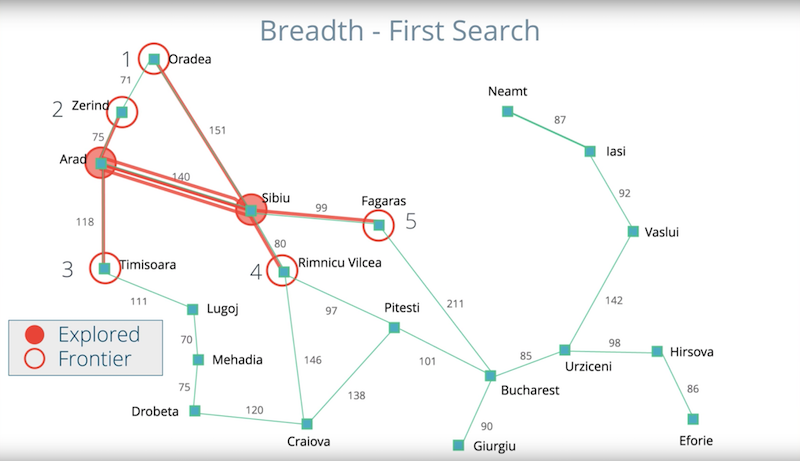 Breadth - First Search
1
Oradea
71
Neamt
2
Zerind
87
75
151
Iasi
Arad
140
92
Sibiu
Fagaras
99
5
118
Vaslui
80
3
Timisoara
4
Rimnicu Vilcea
111
211
142
Lugoj
97
Pitesti
Explored
70
Frontier
Mehadia
146
101
85
98
Hirsova
Urziceni
75
138
86
Bucharest
Drobeta
120
90
Craiova
Giurgiu
Eforie